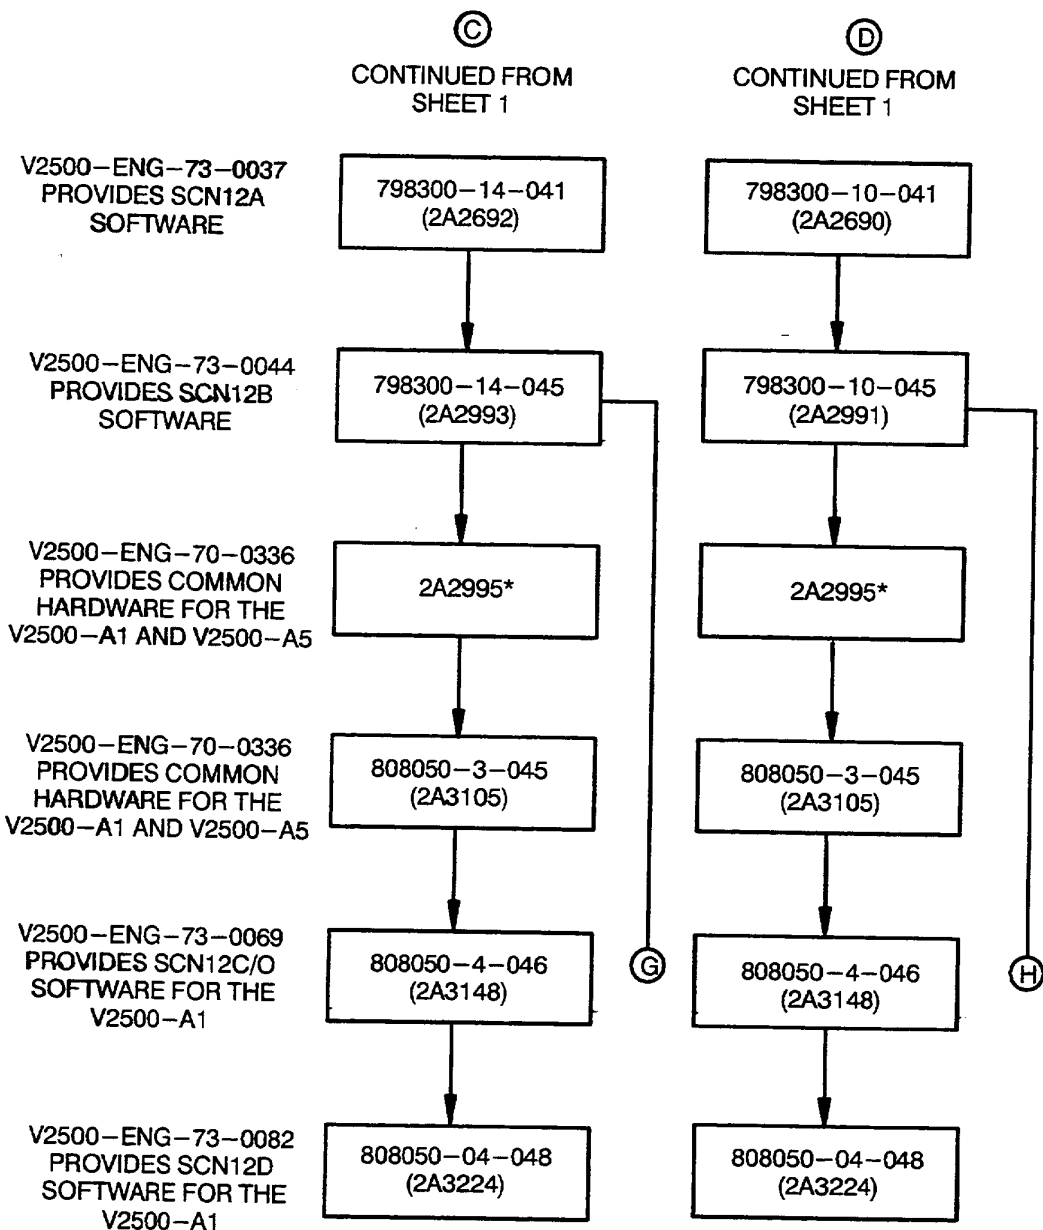 C
CONTINUED FROM
SHEET 1
D
CONTINUED FROM
SHEET 1
V2500-ENG-73-0037
PROVIDES SCN12A
SOFTWARE
798300-14-041
(2A2692)
798300-10-041
(2A2690)
V2500-ENG-73-0044
PROVIDES SCN12B
SOFTWARE
798300-14-045
(2A2993)
798300-10-045
(2A2991)
V2500-ENG-70-0336
PROVIDES COMMON
HARDWARE FOR THE
V2500-A1 AND V2500-A5
2A2995*
2A2995*
V2500-ENG-70-0336
PROVIDES COMMON
HARDWARE FOR THE
V2500-A1 AND V2500-A5
808050-3-045
(2A3105)
808050-3-045
(2A3105)
V2500-ENG-73-0069
PROVIDES SCN12C/O
SOFTWARE FOR THE
V2500-A1
808050-4-046
(2A3148)
G
808050-4-046
(2A3148)
H
V2500-ENG-73-0082
PROVIDES SCN12D
SOFTWARE FOR THE
V2500-A1
808050-04-048
(2A3224)
808050-04-048
(2A3224)